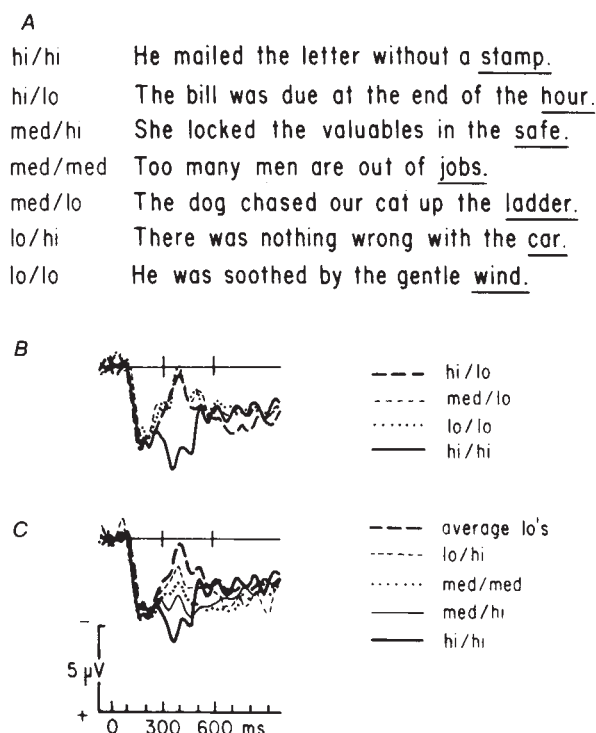 A
hi/hi He mailed the letter without a stamp.
hi/lo The bill was due at the end of the hour.
med/hi She locked the valuables in the safe.
med/med Too many men are out of jobs.
med/lo The dog chased our cat up the ladder.
lo/hi There was nothing wrong with the car.
lo/lo He was soothed by the gentle wind.
B
hi/lo
med/lo
lo/lo
hi/hi
C
average lo's
lo/hi
med/med
med/hi
hi/hi
−
5 µV
+
0 300 600 ms